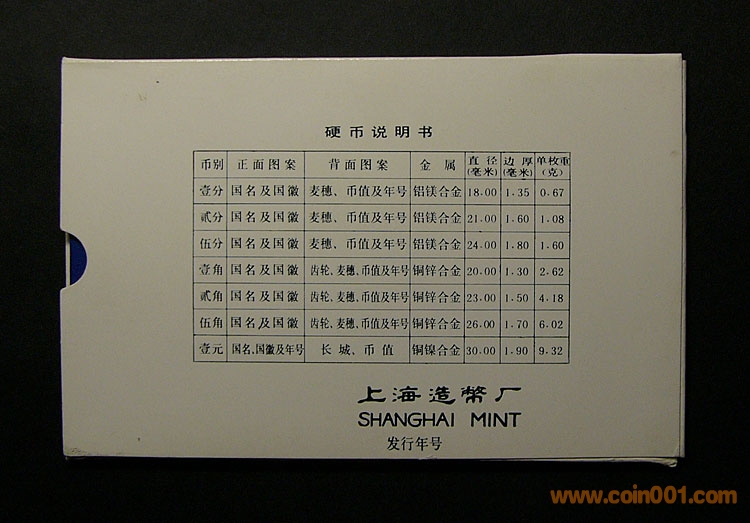 硬币说明书
币别 正面图案 背面图案 金属 直径(毫米) 边厚(毫米) 单枚重(克)
壹分 国名及国徽 麦穗、币值及年号 铝镁合金 18.00 1.35 0.67
贰分 国名及国徽 麦穗、币值及年号 铝镁合金 21.00 1.60 1.08
伍分 国名及国徽 麦穗、币值及年号 铝镁合金 24.00 1.80 1.60
壹角 国名及国徽 齿轮、麦穗、币值及年号 铜锌合金 20.00 1.30 2.62
贰角 国名及国徽 齿轮、麦穗、币值及年号 铜锌合金 23.00 1.50 4.18
伍角 国名及国徽 齿轮、麦穗、币值及年号 铜锌合金 26.00 1.70 6.02
壹元 国名、国徽及年号 长城、币值 铜镍合金 30.00 1.90 9.32
上海造幣厂
SHANGHAI MINT
发行年号
www.coin001.com